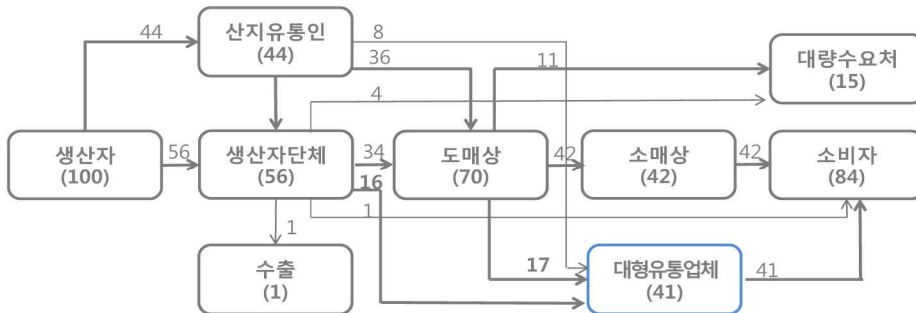 44
산지유통인
(44)
8
36
11
대량수요처
(15)
4
생산자
(100)
56
생산자단체
(56)
34
16
도매상
(70)
42
소매상
(42)
42
소비자
(84)
1
1
수출
(1)
17
대형유통업체
(41)
41